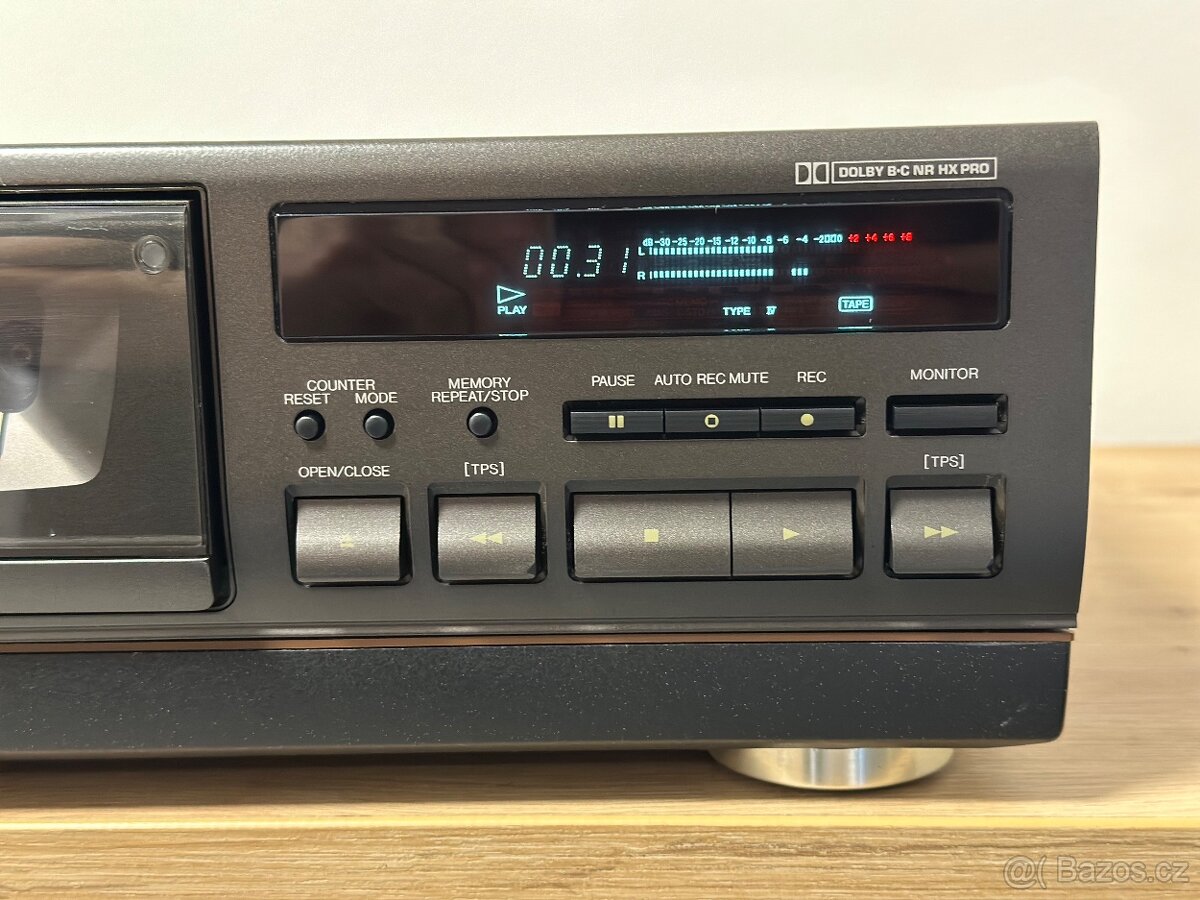 DOLBY B·C NR HX PRO
dB -30 -25 -20 -15 -12 -10 -8 -6 -4 -2 0 +2 +4 +6 +8
L
00.31
R
PLAY
TYPE IV
TAPE
COUNTER
RESET MODE
MEMORY
REPEAT/STOP
PAUSE AUTO REC MUTE REC
MONITOR
OPEN/CLOSE
[TPS]
[TPS]
@( Bazos.cz